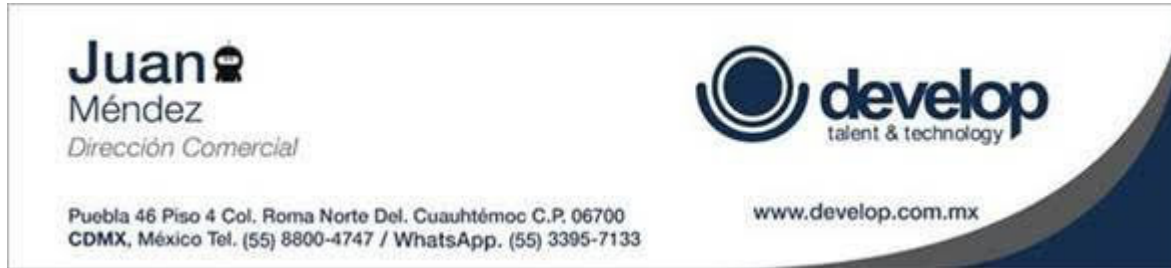 Juan
Méndez
Dirección Comercial
Puebla 46 Piso 4 Col. Roma Norte Del. Cuauhtémoc C.P. 06700
CDMX, México Tel. (55) 8800-4747 / WhatsApp. (55) 3395-7133
develop
talent & technology
www.develop.com.mx